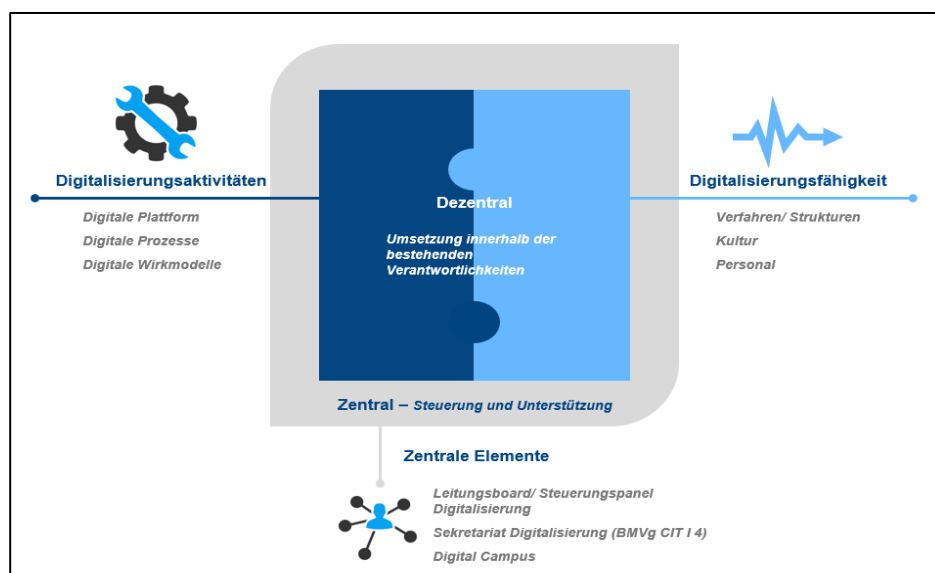 Digitalisierungsaktivitäten
Digitale Plattform
Digitale Prozesse
Digitale Wirkmodelle
Dezentral
Umsetzung innerhalb der
bestehenden
Verantwortlichkeiten
Digitalisierungsfähigkeit
Verfahren/ Strukturen
Kultur
Personal
Zentral – Steuerung und Unterstützung
Zentrale Elemente
Leitungsboard/ Steuerungspanel
Digitalisierung
Sekretariat Digitalisierung (BMVg CIT I 4)
Digital Campus